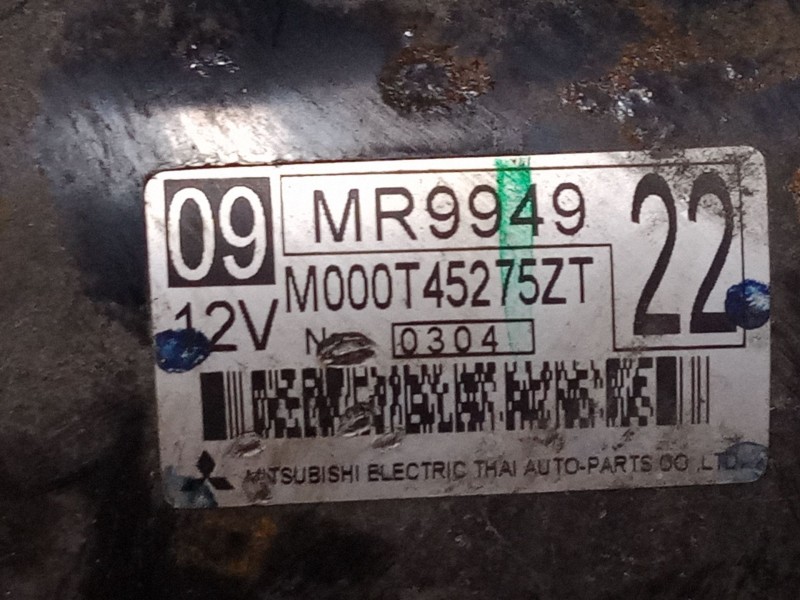 09 MR9949 22
M000T45275ZT
12V
0304
MITSUBISHI ELECTRIC THAI AUTO-PARTS CO.,LTD.